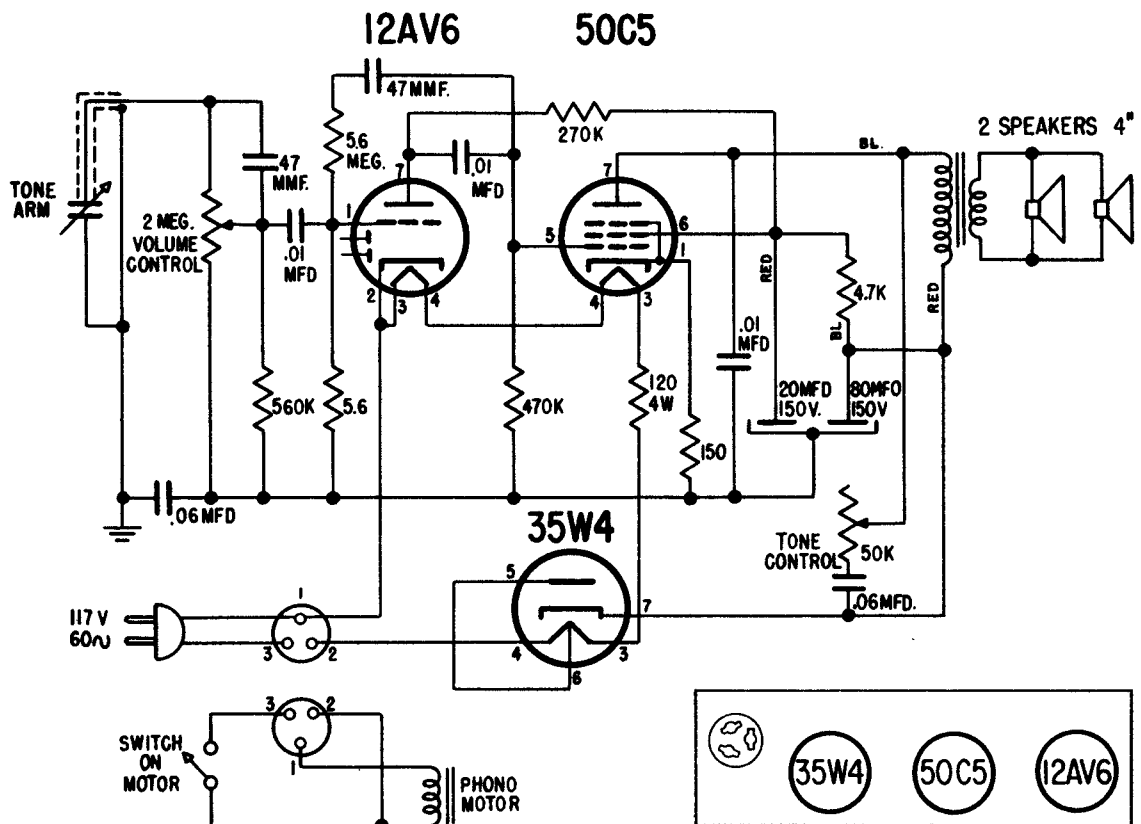 12AV6
50C5
47MMF.
270K
2 SPEAKERS 4"
BL.
5.6
MEG.
.01
MFD
7
7
47
MMF.
TONE
ARM
2 MEG.
VOLUME
CONTROL
.01
MFD
1
5
6
1
2
3
4
4
3
RED
4.7K
BL
RED
.01
MFD
560K
5.6
470K
120
4W
150
20MFD
150V.
80MFO
150V
.06MFD
35W4
TONE
CONTROL
50K
.06MFD.
5
7
4
3
6
117 V
60~
1
3
2
3
2
1
SWITCH
ON
MOTOR
PHONO
MOTOR
35W4
50C5
12AV6